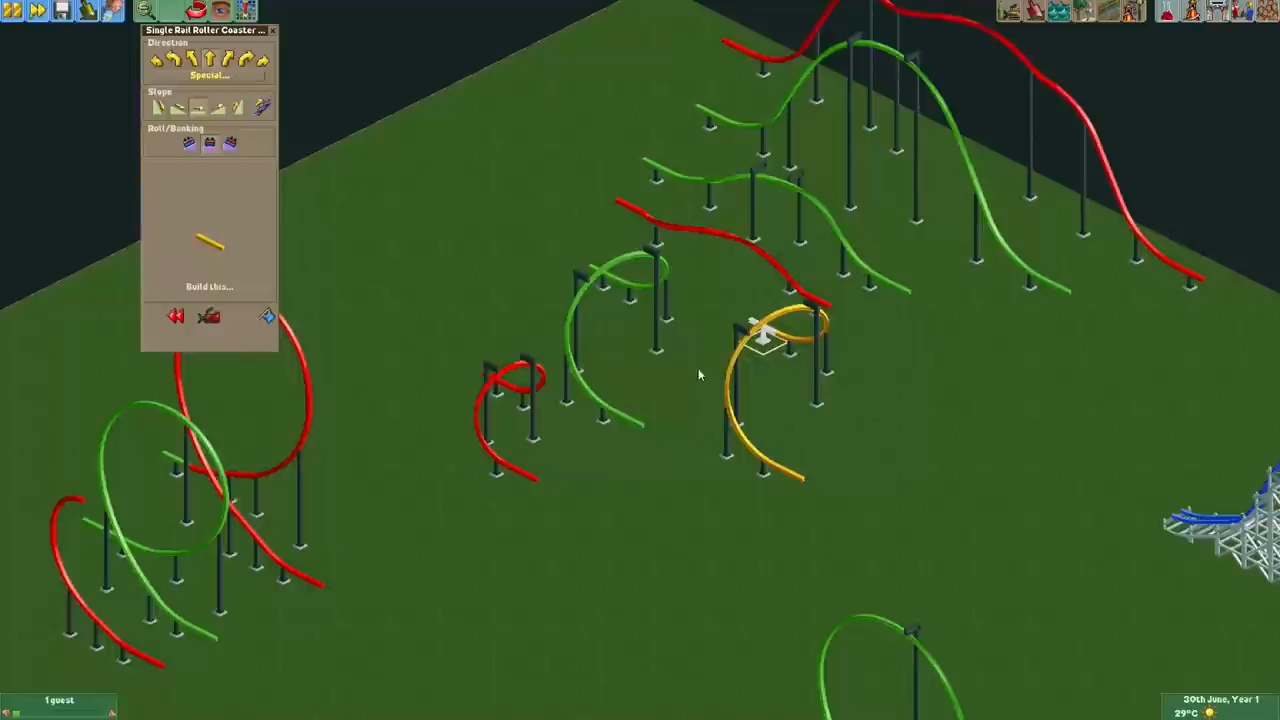 Single Rail Roller Coaster ...
Direction
Special...
Slope
Roll/Banking
Build this...
1 guest
30th June, Year 1
29°C